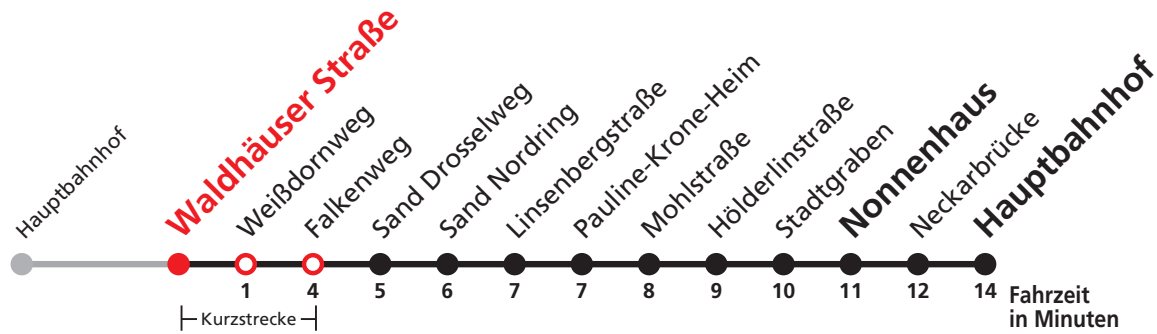 Hauptbahnhof
Waldhäuser Straße
Weißdornweg
Falkenweg
Sand Drosselweg
Sand Nordring
Linsenbergstraße
Pauline-Krone-Heim
Mohlstraße
Hölderlinstraße
Stadtgraben
Nonnenhaus
Neckarbrücke
Hauptbahnhof
1 4 5 6 7 7 8 9 10 11 12 14 Fahrzeit
in Minuten
Kurzstrecke